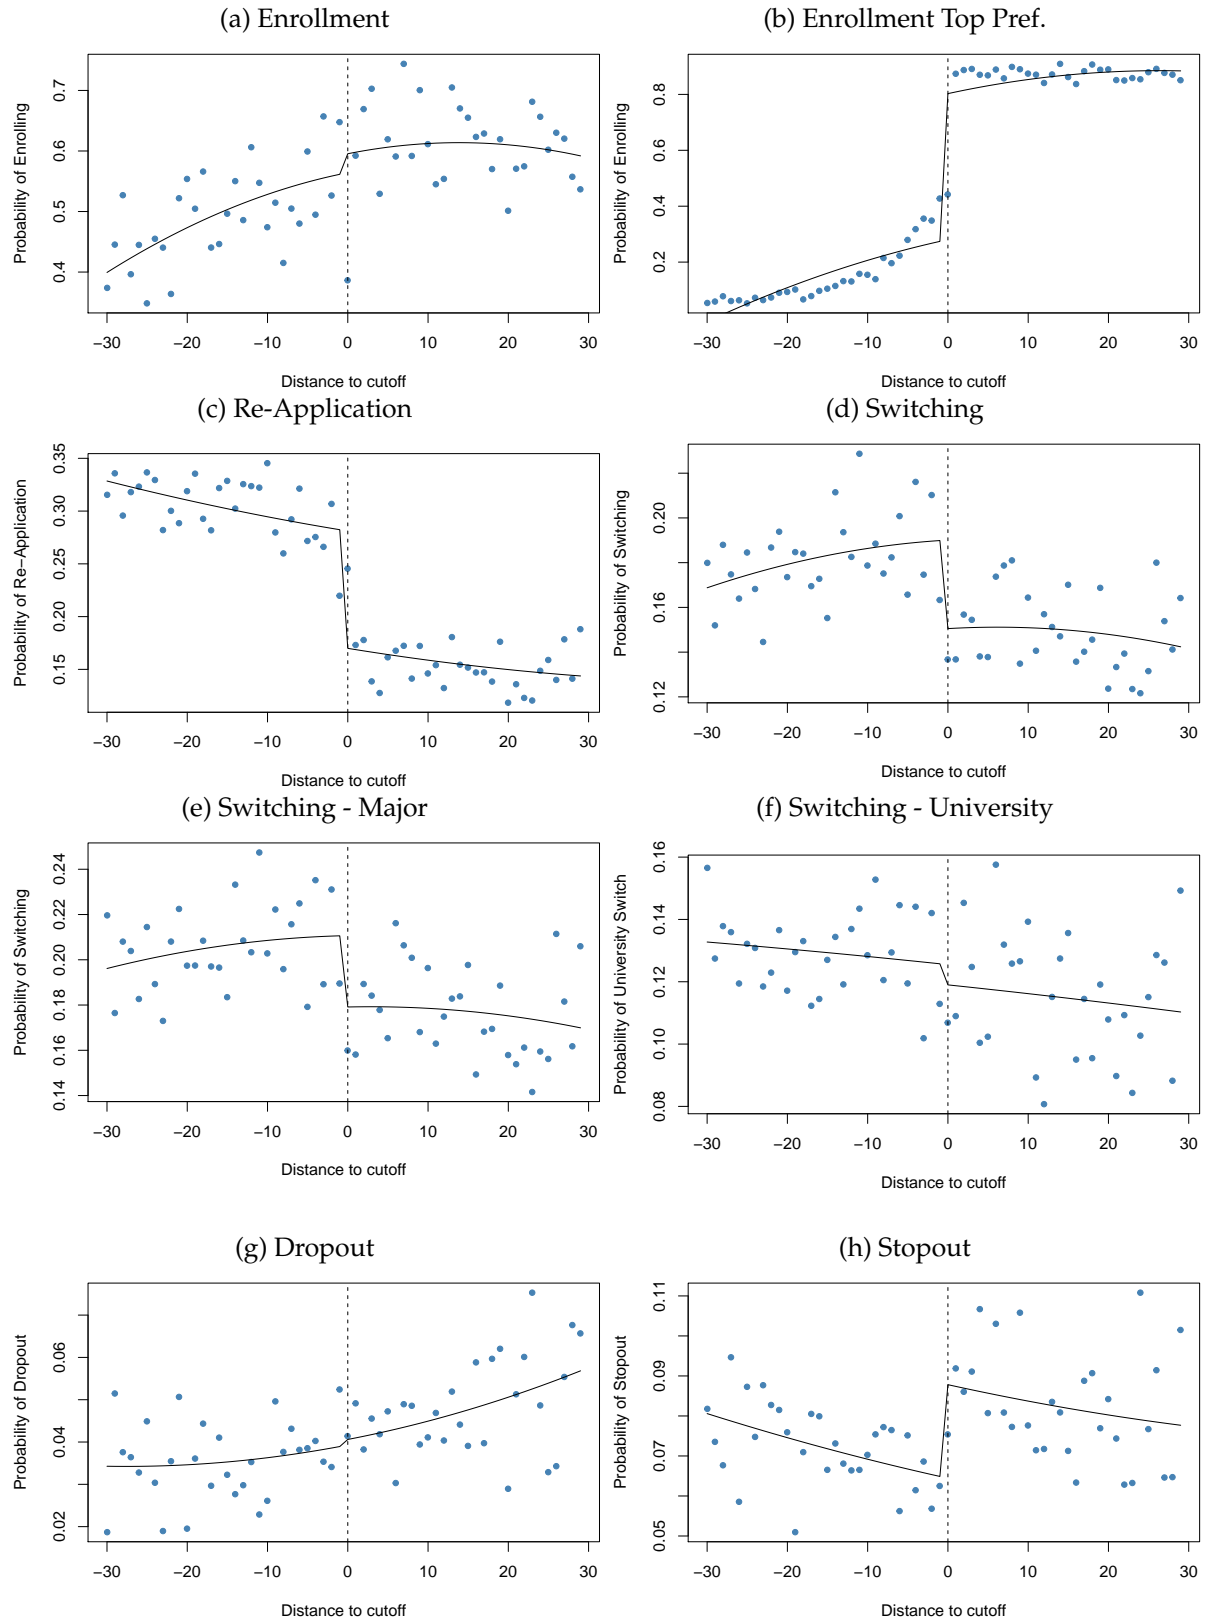 (a) Enrollment
Probability of Enrolling
0.4 0.5 0.6 0.7
−30 −20 −10 0 10 20 30
Distance to cutoff
(b) Enrollment Top Pref.
Probability of Enrolling
0.2 0.4 0.6 0.8
−30 −20 −10 0 10 20 30
Distance to cutoff
(c) Re-Application
Probability of Re−Application
0.15 0.20 0.25 0.30 0.35
−30 −20 −10 0 10 20 30
Distance to cutoff
(d) Switching
Probability of Switching
0.12 0.16 0.20
−30 −20 −10 0 10 20 30
Distance to cutoff
(e) Switching - Major
Probability of Switching
0.14 0.16 0.18 0.20 0.22 0.24
−30 −20 −10 0 10 20 30
Distance to cutoff
(f) Switching - University
Probability of University Switch
0.08 0.10 0.12 0.14 0.16
−30 −20 −10 0 10 20 30
Distance to cutoff
(g) Dropout
Probability of Dropout
0.02 0.04 0.06
−30 −20 −10 0 10 20 30
Distance to cutoff
(h) Stopout
Probability of Stopout
0.05 0.07 0.09 0.11
−30 −20 −10 0 10 20 30
Distance to cutoff